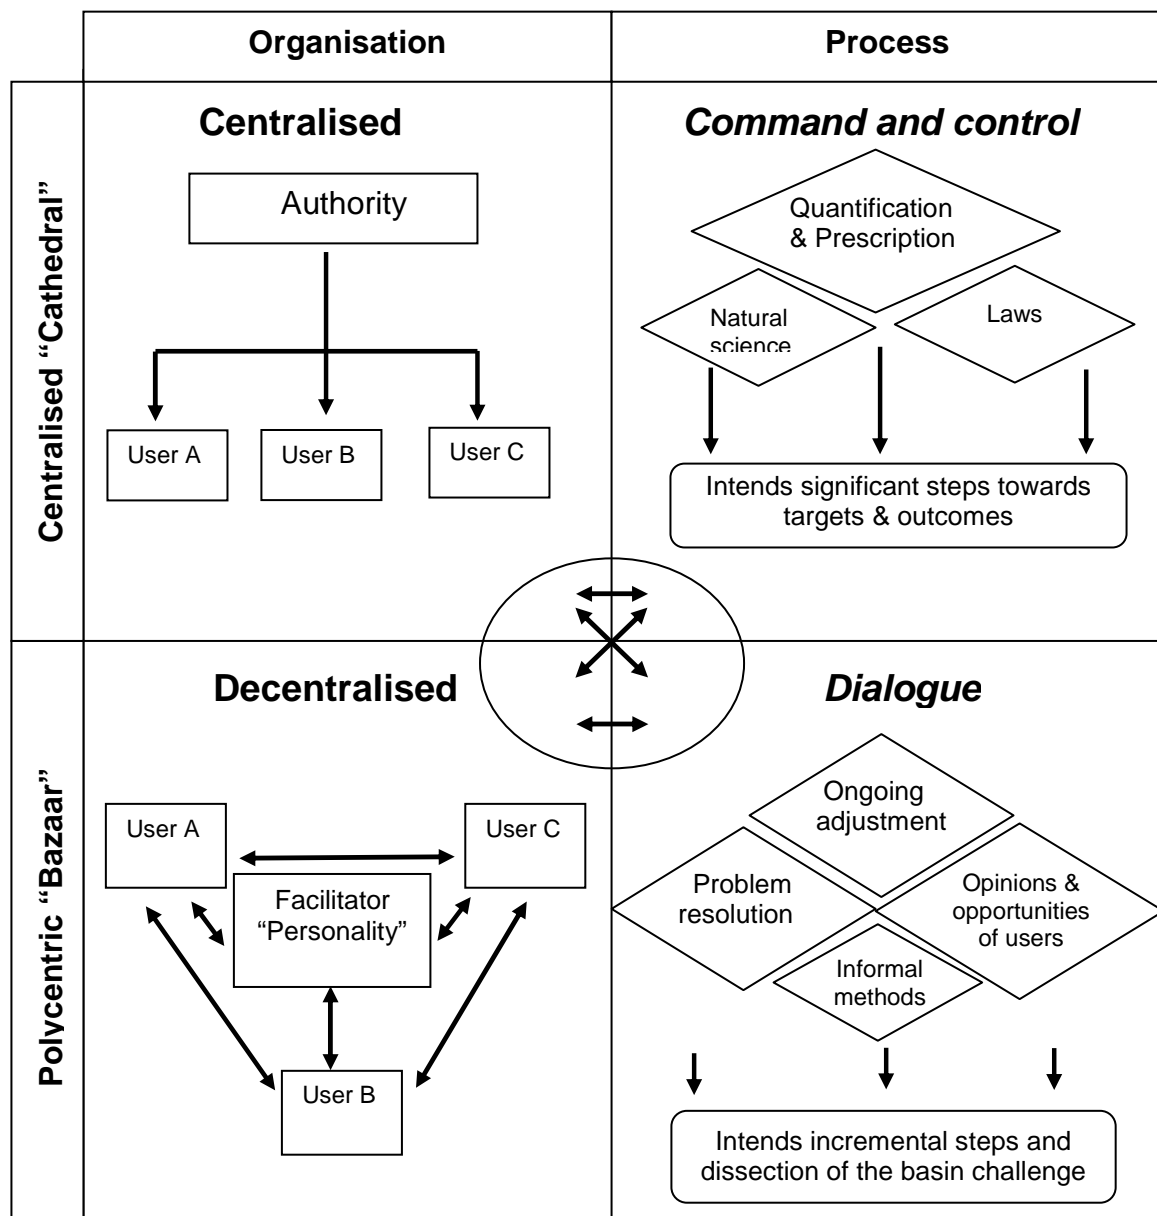 Organisation
Process
Centralised “Cathedral”
Centralised
Authority
User A
User B
User C
Command and control
Quantification
& Prescription
Natural
science
Laws
Intends significant steps towards
targets & outcomes
Polycentric “Bazaar”
Decentralised
User A
User C
Facilitator
“Personality”
User B
Dialogue
Ongoing
adjustment
Problem
resolution
Opinions &
opportunities
of users
Informal
methods
Intends incremental steps and
dissection of the basin challenge